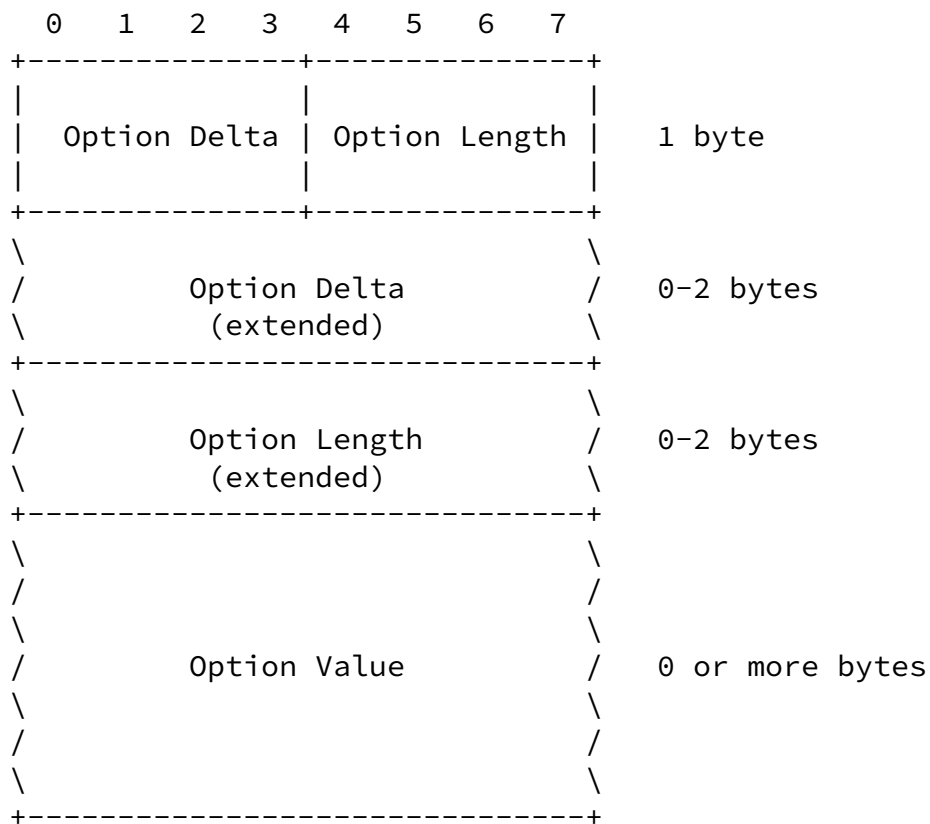 0 1 2 3 4 5 6 7
Option Delta Option Length 1 byte
Option Delta 0-2 bytes
(extended)
Option Length 0-2 bytes
(extended)
Option Value 0 or more bytes